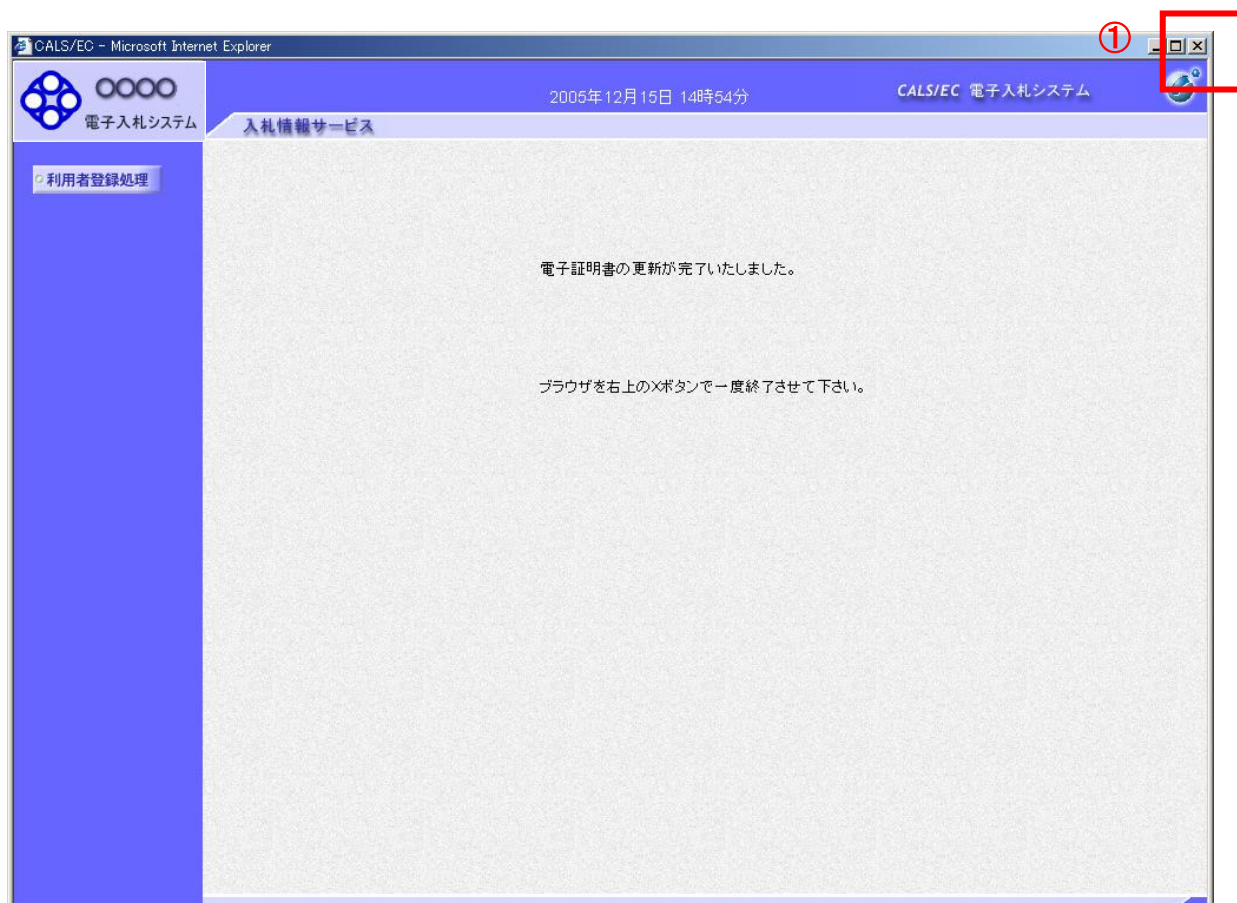 ①
CALS/EC - Microsoft Internet Explorer
〇〇〇〇
電子入札システム
2005年12月15日 14時54分
CALS/EC 電子入札システム
入札情報サービス
利用者登録処理
電子証明書の更新が完了いたしました。
ブラウザを右上の×ボタンで一度終了させて下さい。